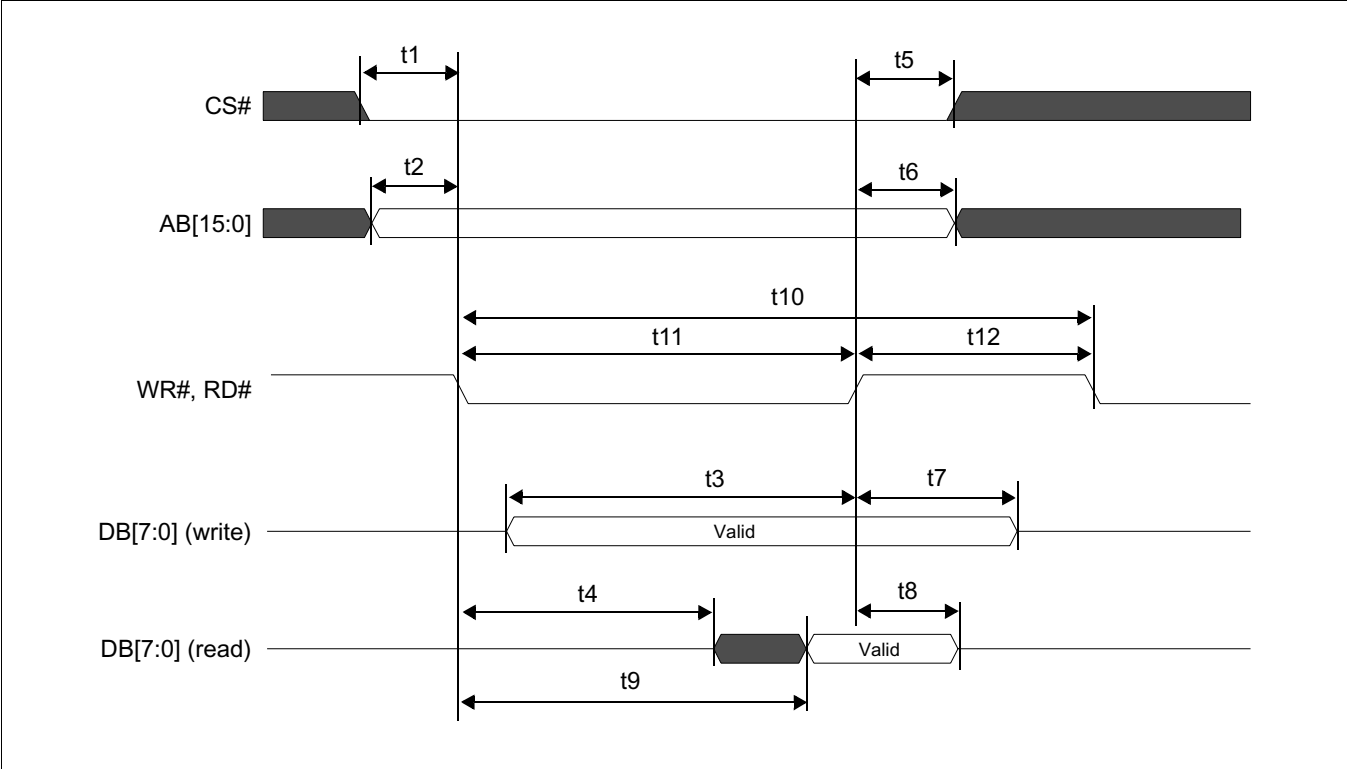 t1
t5
CS#
t2
t6
AB[15:0]
t10
t11
t12
WR#, RD#
t3
t7
DB[7:0] (write)
Valid
t4
t8
DB[7:0] (read)
Valid
t9